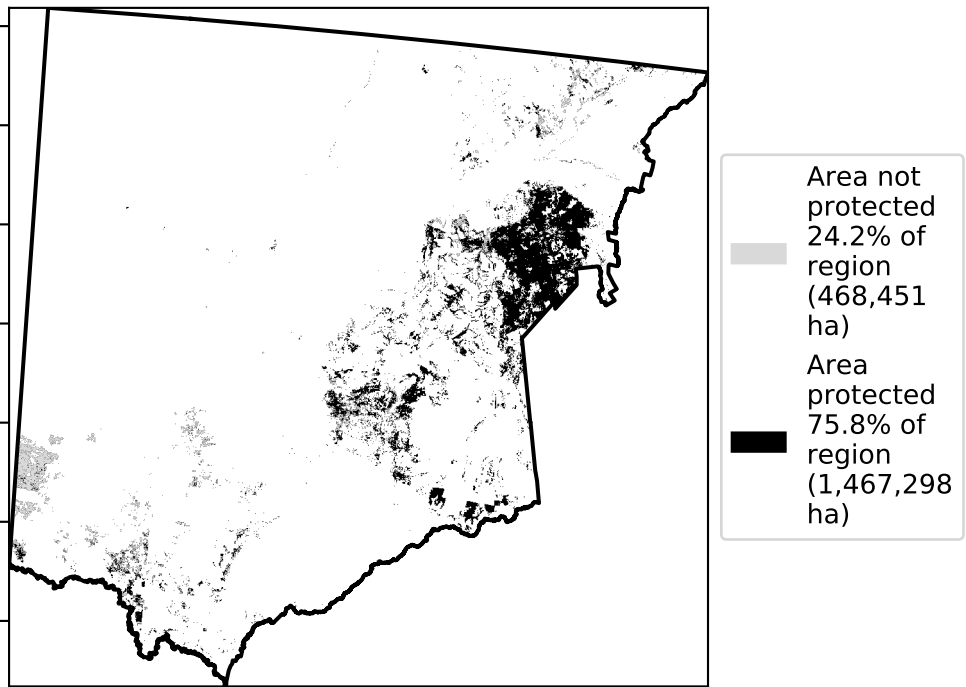 Area not
protected
24.2% of
region
(468,451
ha)
Area
protected
75.8% of
region
(1,467,298
ha)